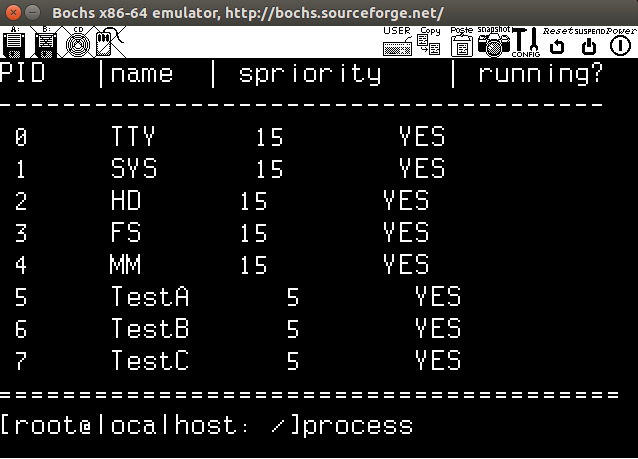 Bochs x86-64 emulator, http://bochs.sourceforge.net/
A: B: CD USER Copy Paste Snapshot CONFIG Reset SUSPEND Power
PID |name | spriority | running?
--------------------------------------
0 TTY 15 YES
1 SYS 15 YES
2 HD 15 YES
3 FS 15 YES
4 MM 15 YES
5 TestA 5 YES
6 TestB 5 YES
7 TestC 5 YES
=======================================
[root@localhost: /]process